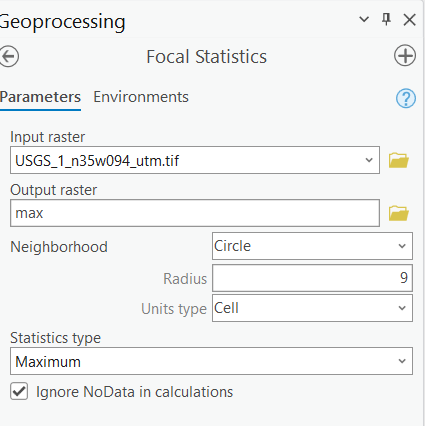 Geoprocessing
Focal Statistics
Parameters Environments
?
Input raster
USGS_1_n35w094_utm.tif
Output raster
max
Neighborhood Circle
Radius 9
Units type Cell
Statistics type
Maximum
Ignore NoData in calculations